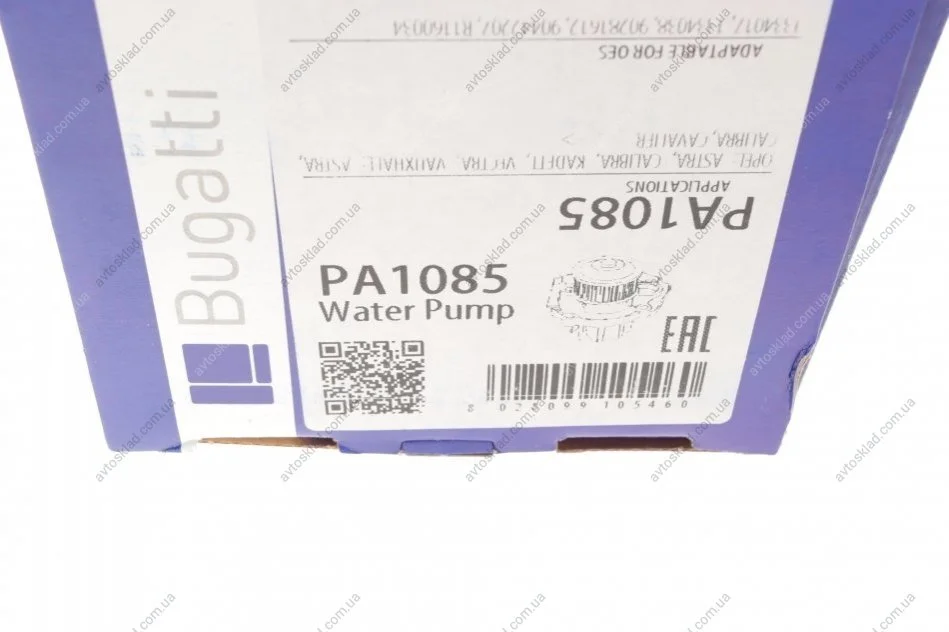 Bugatti
PA1085
Water Pump
EAC
8 028099 105460
PA1085
APPLICATIONS
OPEL: ASTRA, CALIBRA, KADETT, VECTRA, VAUXHALL: ASTRA,
CALIBRA, CAVALIER
ADAPTABLE FOR OES
1334017, 1334038, 90281612, 90442207, R1160034
avtosklad.com.ua